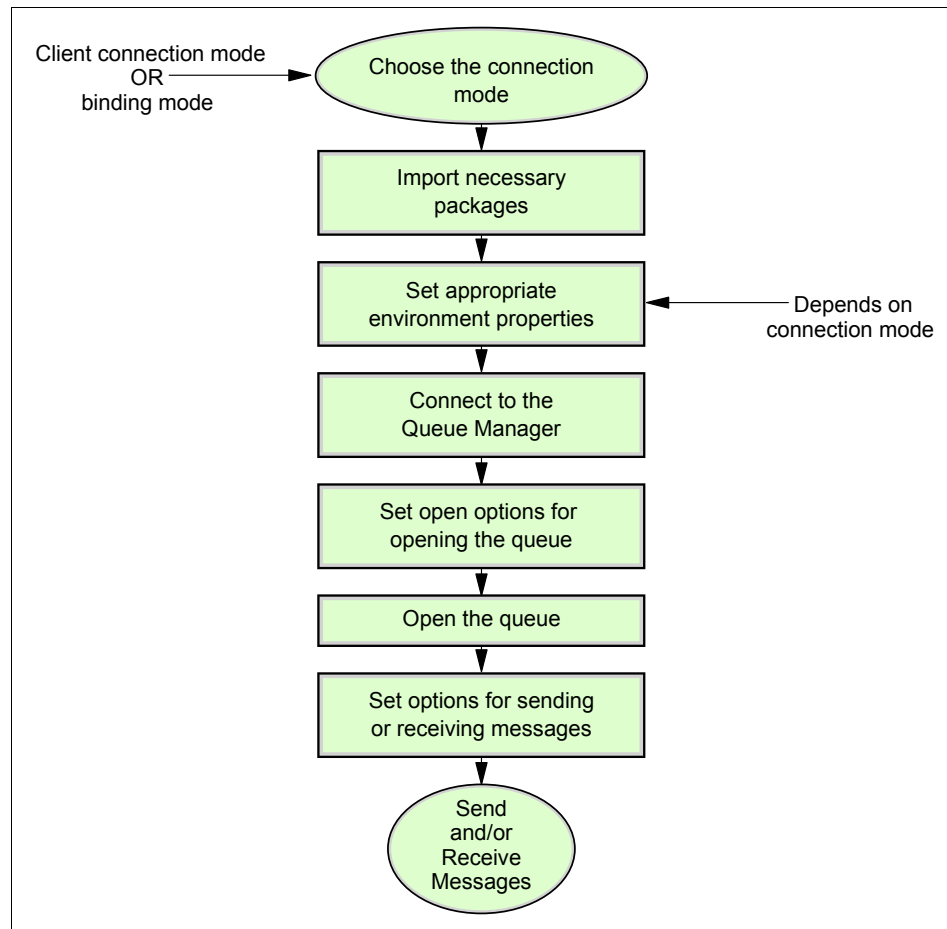 Client connection mode
OR
binding mode
Choose the connection
mode
Import necessary
packages
Set appropriate
environment properties
Depends on
connection mode
Connect to the
Queue Manager
Set open options for
opening the queue
Open the queue
Set options for sending
or receiving messages
Send
and/or
Receive
Messages